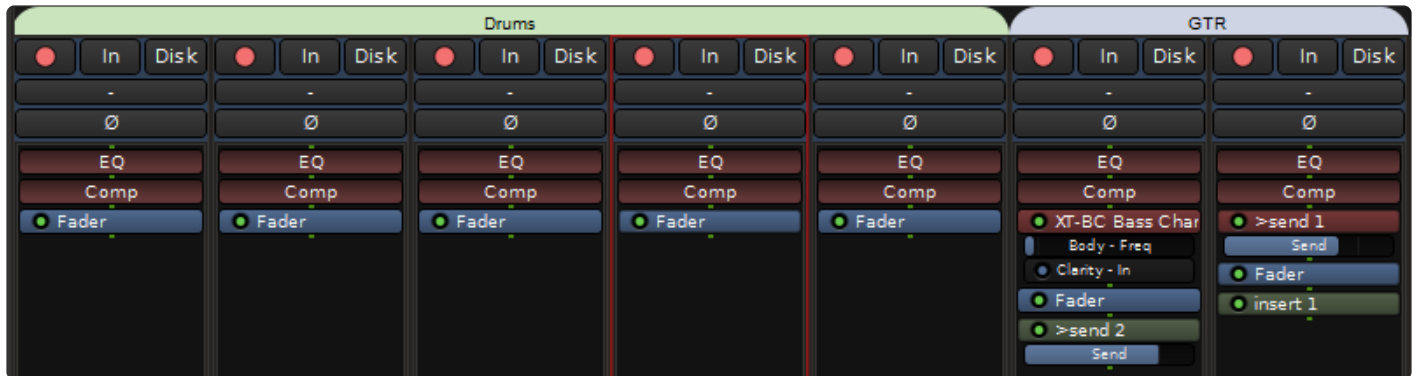 Drums GTR
In Disk In Disk In Disk In Disk In Disk In Disk In Disk
- - - - - - -
Ø Ø Ø Ø Ø Ø Ø
EQ EQ EQ EQ EQ EQ EQ
Comp Comp Comp Comp Comp Comp Comp
Fader Fader Fader Fader Fader XT-BC Bass Char >send 1
Body - Freq Send
Clarity - In Fader
Fader insert 1
>send 2
Send